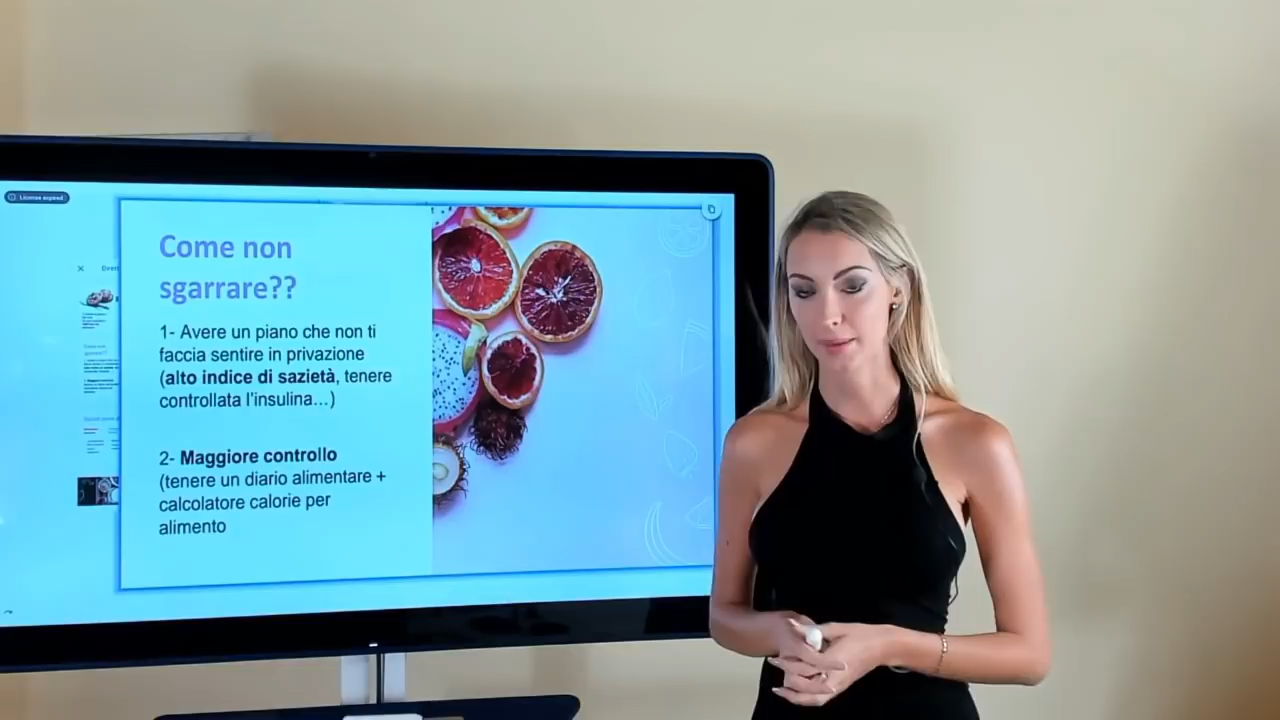 License expired
Come non
sgarrare??
1- Avere un piano che non ti
faccia sentire in privazione
(alto indice di sazietà, tenere
controllata l'insulina...)
2- Maggiore controllo
(tenere un diario alimentare +
calcolatore calorie per
alimento